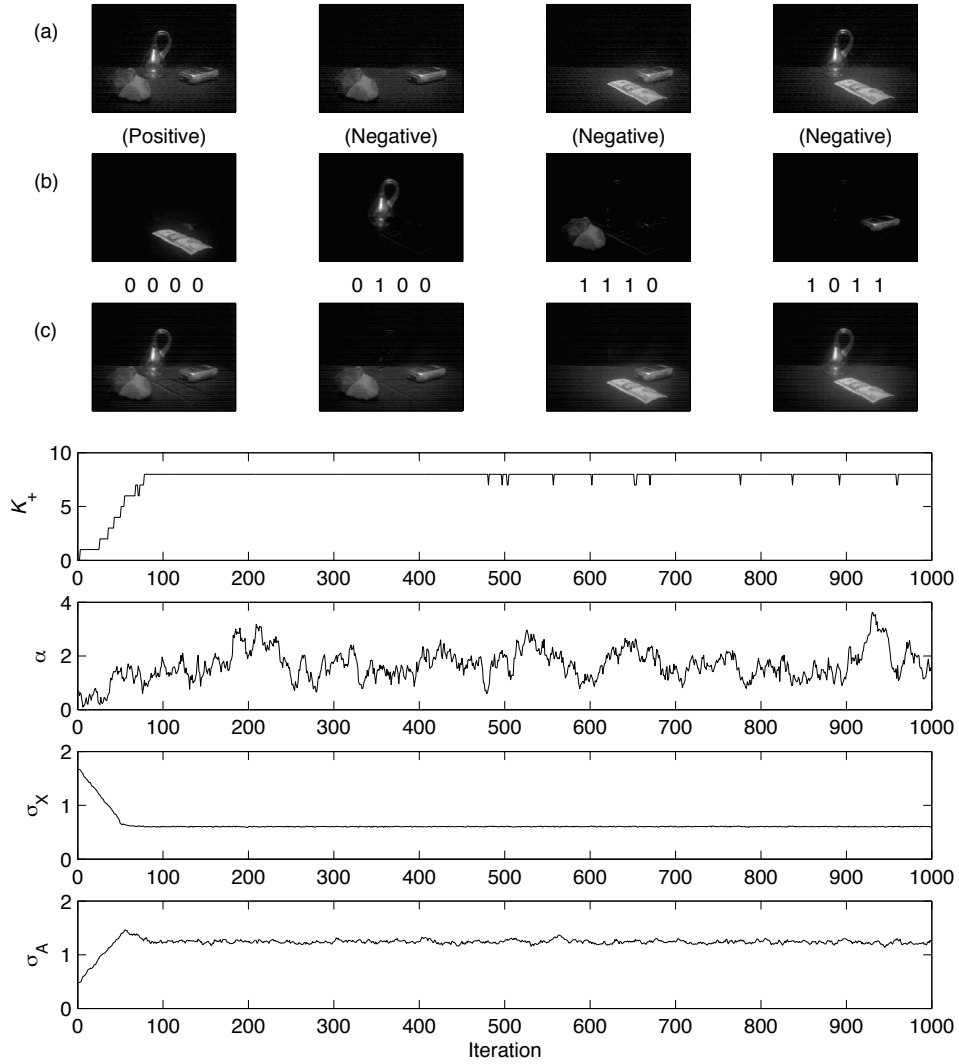 (a)
(Positive) (Negative) (Negative) (Negative)
(b)
0 0 0 0 0 1 0 0 1 1 1 0 1 0 1 1
(c)
10
5
0
K+
0 100 200 300 400 500 600 700 800 900 1000
4
2
0
α
0 100 200 300 400 500 600 700 800 900 1000
2
1
0
σX
0 100 200 300 400 500 600 700 800 900 1000
2
1
0
σA
0 100 200 300 400 500 600 700 800 900 1000
Iteration